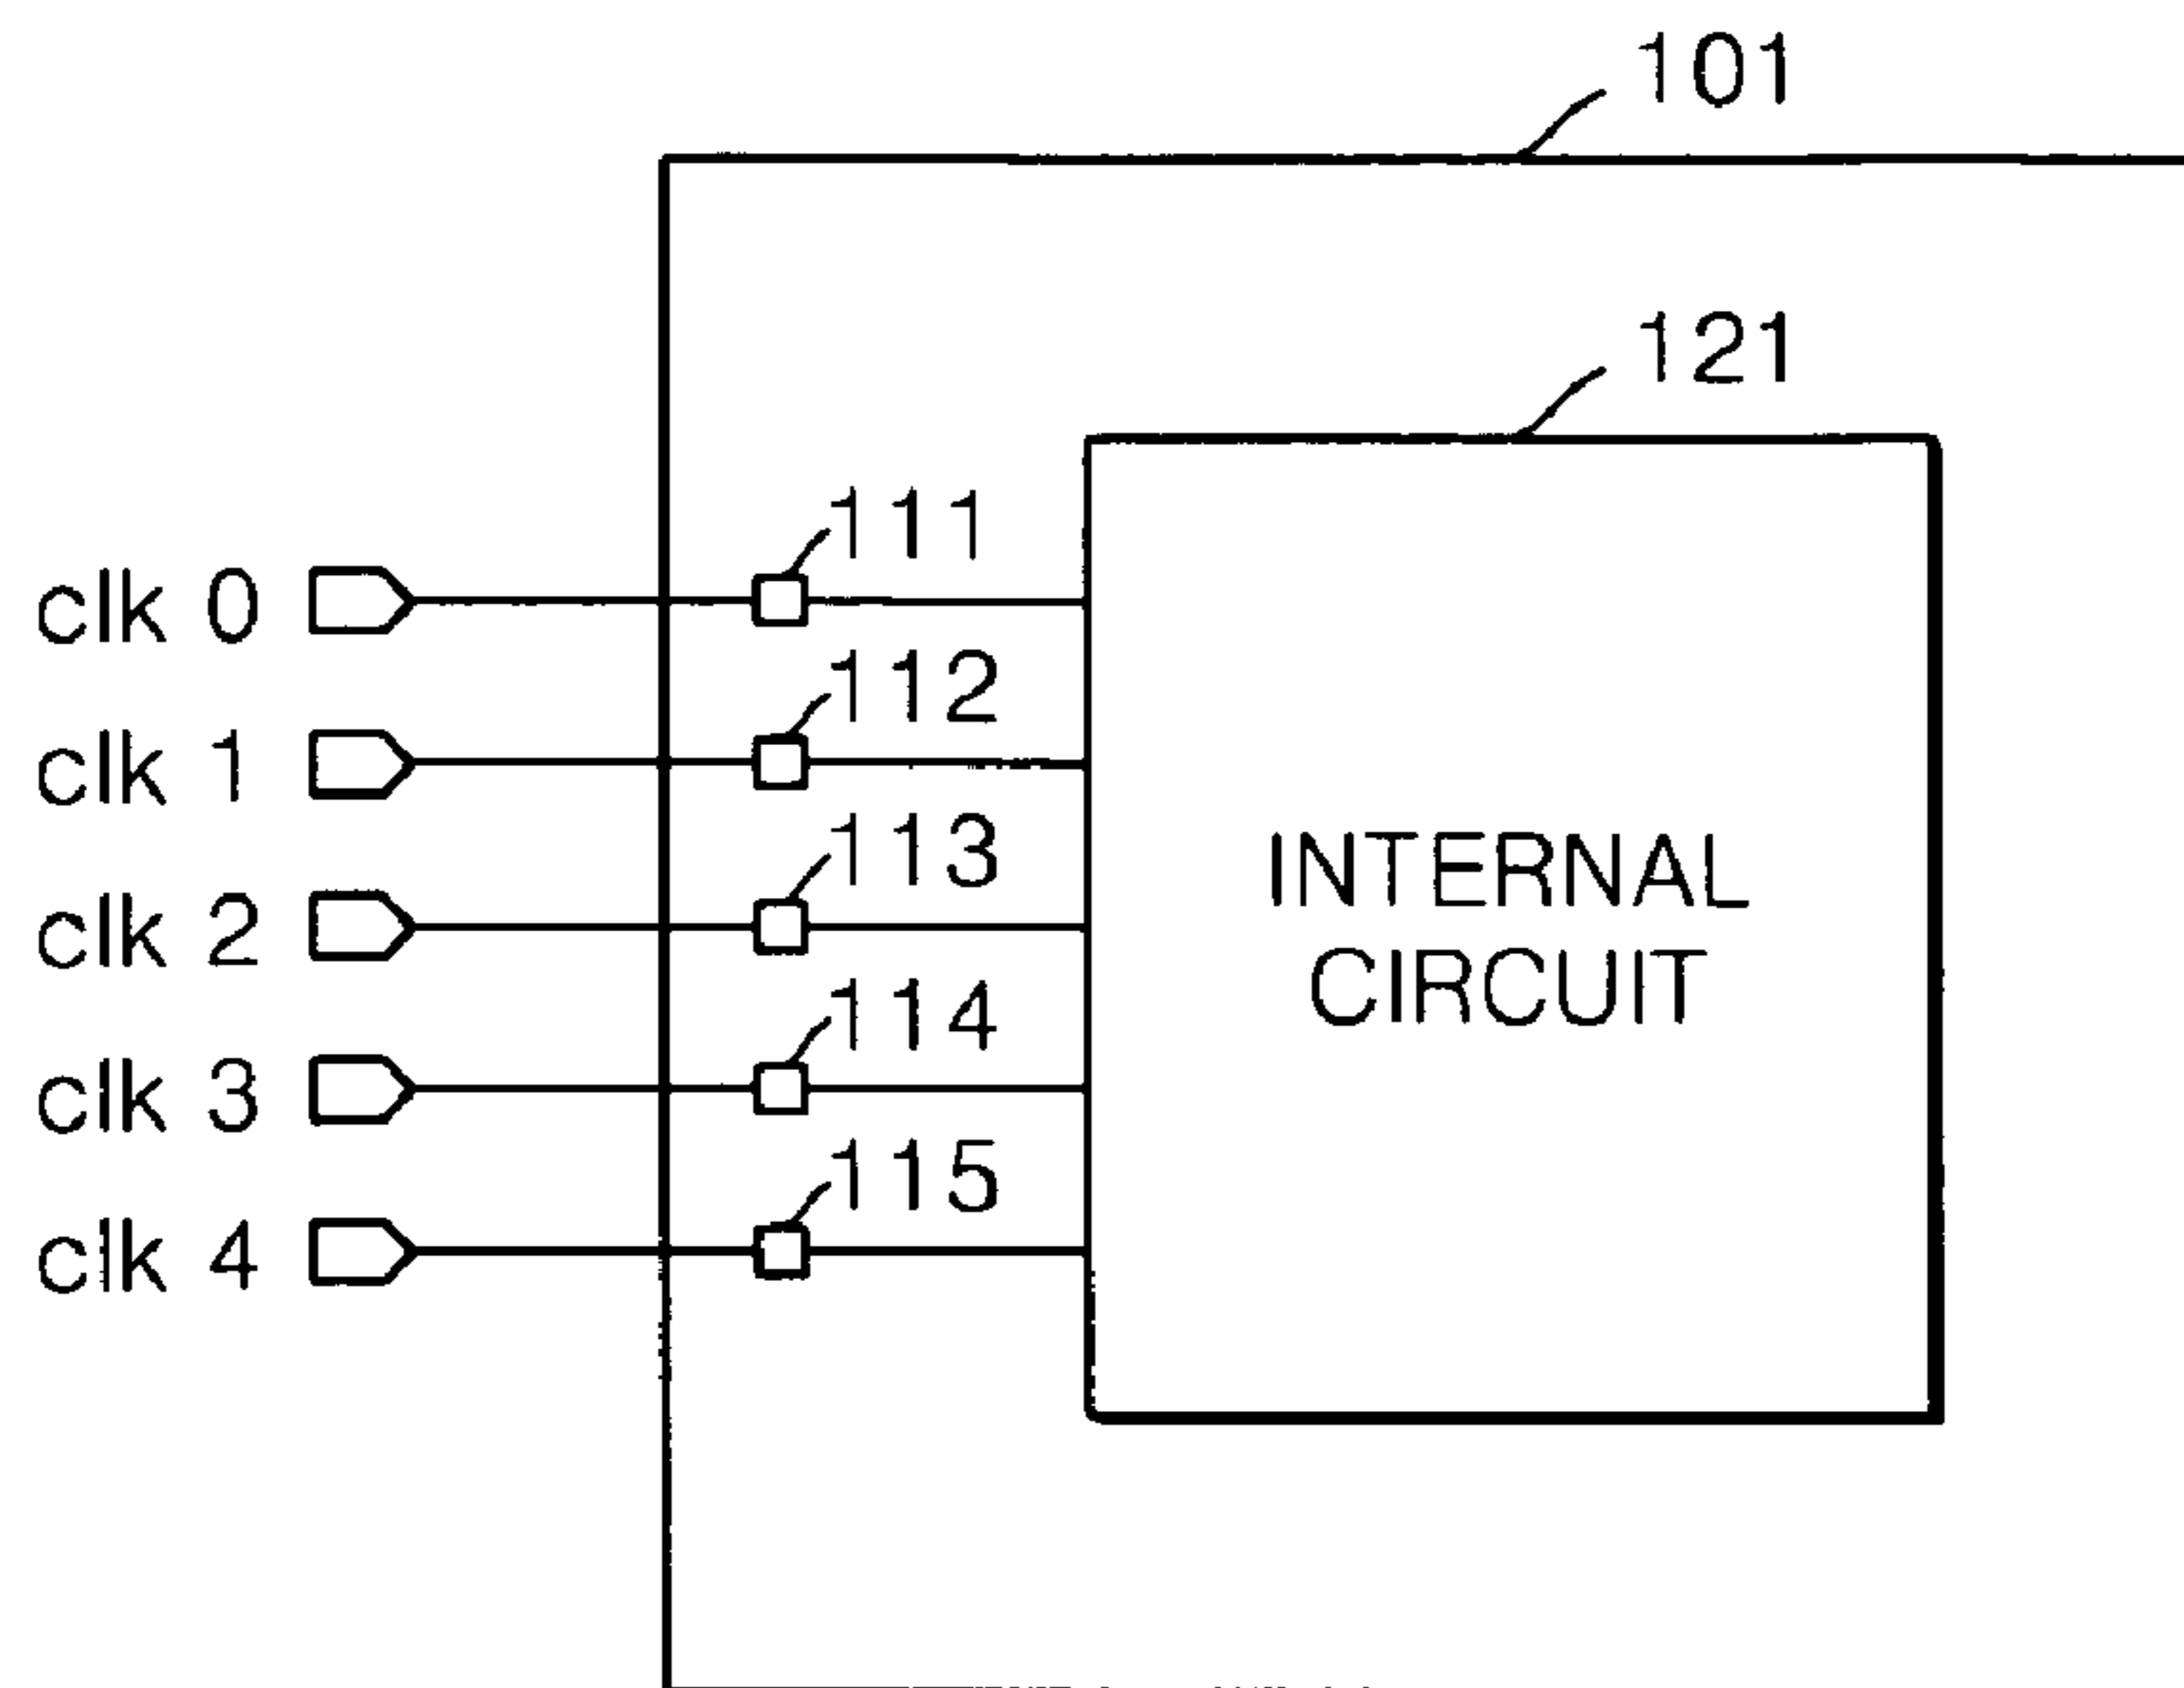 101
121
111
clk 0
112
clk 1
113
clk 2
INTERNAL
CIRCUIT
114
clk 3
115
clk 4